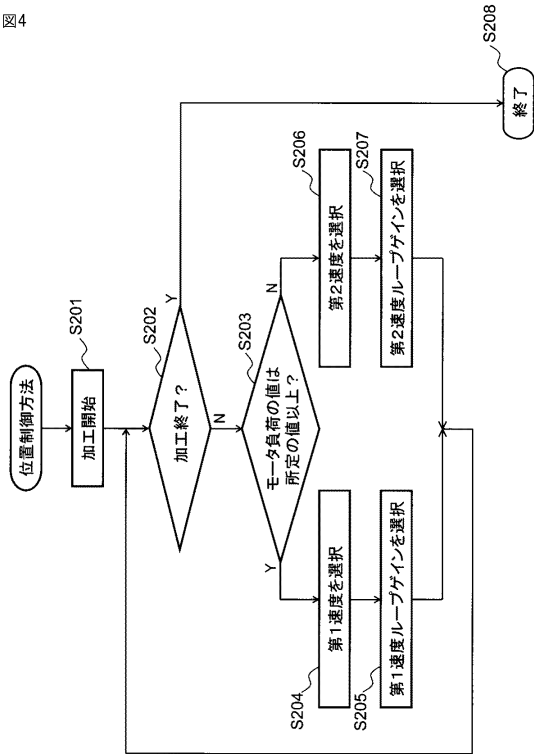 図4
位置制御方法
S201
加工開始
S202
加工終了？
Y
N
S203
モータ負荷の値は
所定の値以上？
Y
N
S204
第1速度を選択
S205
第1速度ループゲインを選択
S206
第2速度を選択
S207
第2速度ループゲインを選択
S208
終了